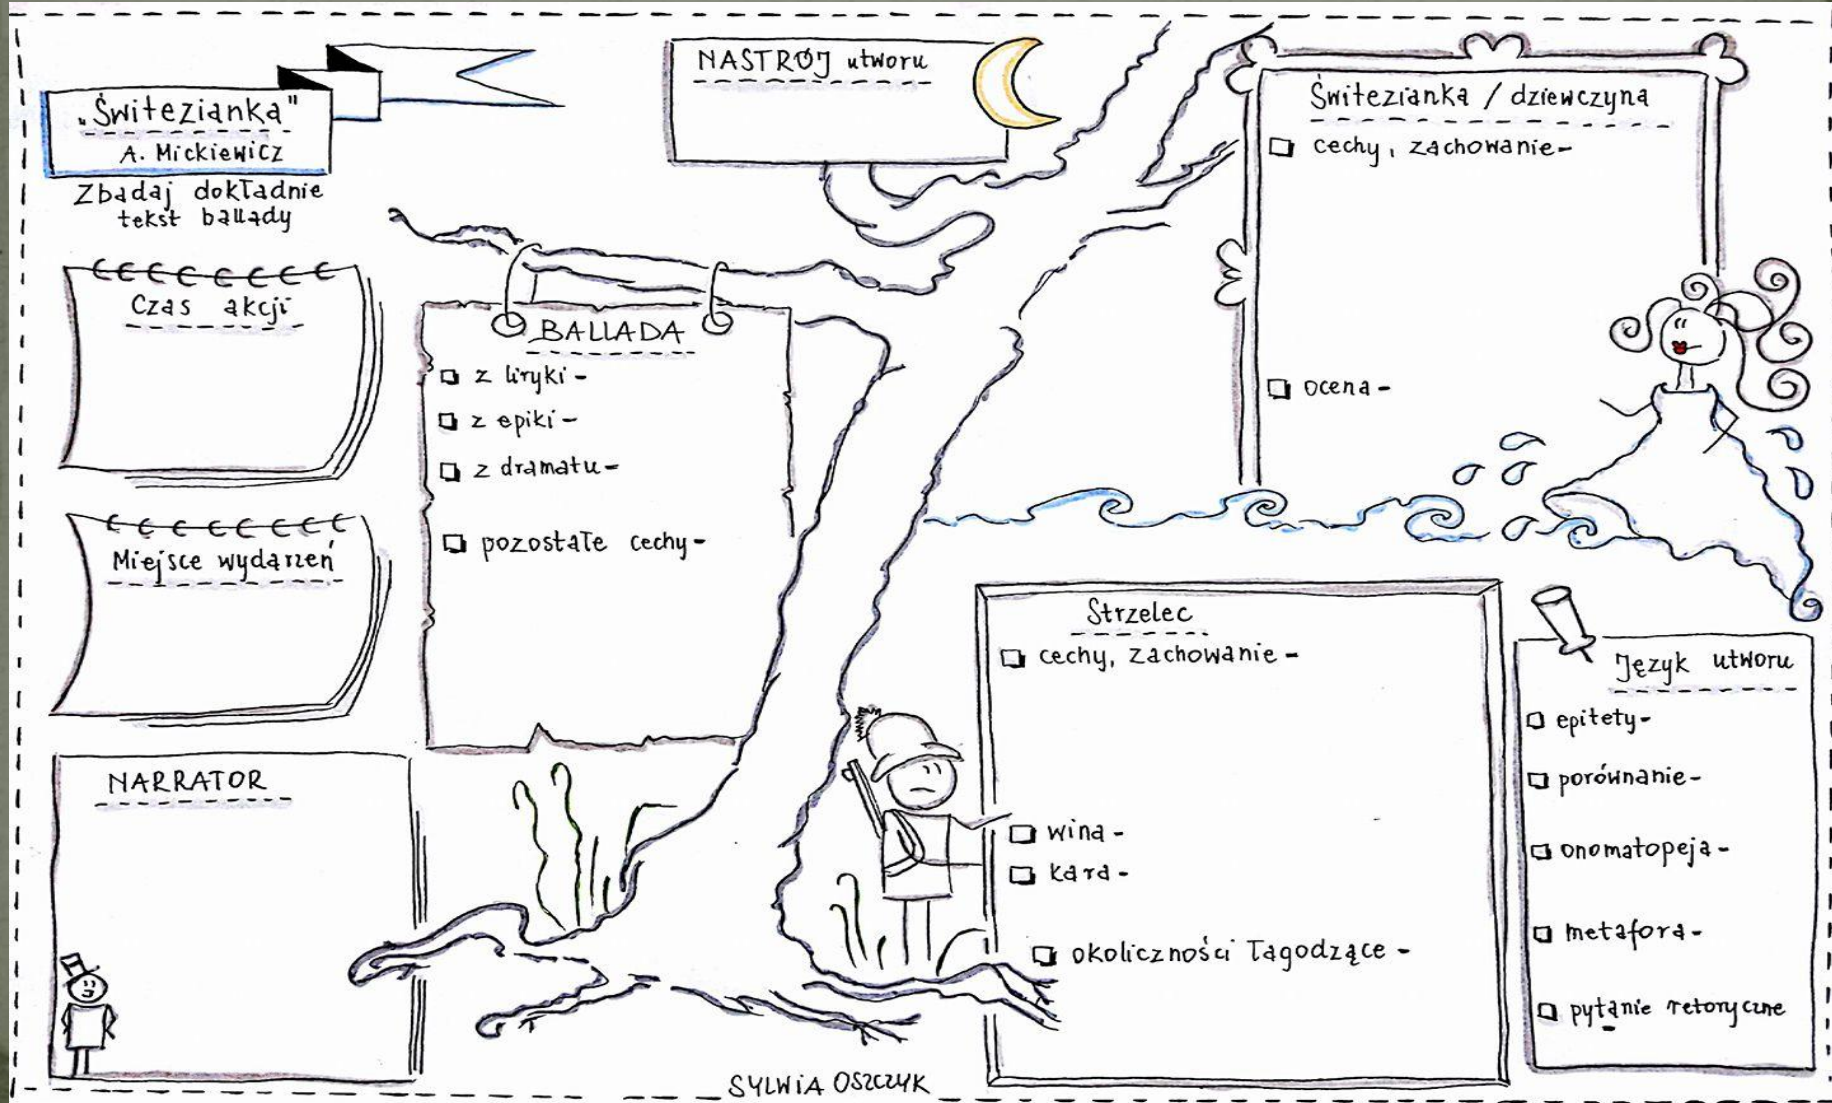 „Świtezianka"
A. Mickiewicz
Zbadaj dokładnie
tekst ballady
NASTRÓJ utworu
Świtezianka / dziewczyna
cechy, zachowanie-
ocena-
Czas akcji
BALLADA
z liryki-
z epiki-
z dramatu-
pozostałe cechy-
Miejsce wydarzeń
NARRATOR
Strzelec
cechy, zachowanie-
wina-
kara-
okoliczności łagodzące-
Język utworu
epitety-
porównanie-
onomatopeja-
metafora-
pytanie retoryczne
SYLWIA OSZCZYK